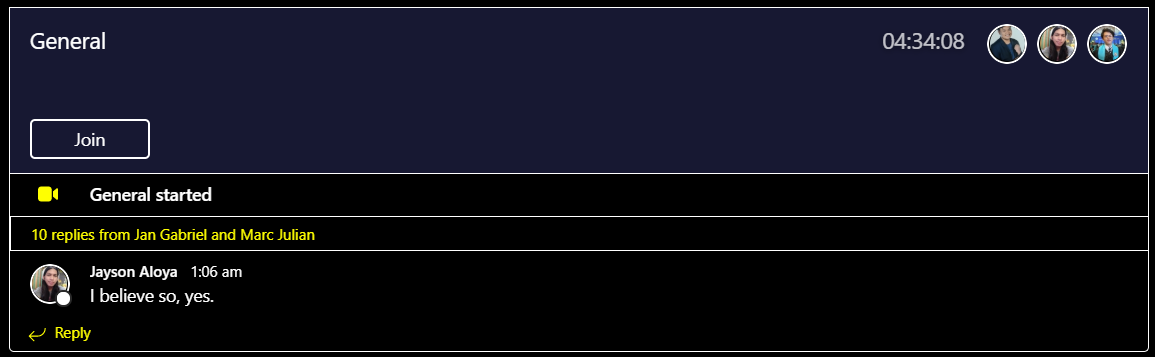 General
04:34:08
Join
General started
10 replies from Jan Gabriel and Marc Julian
Jayson Aloya 1:06 am
I believe so, yes.
Reply